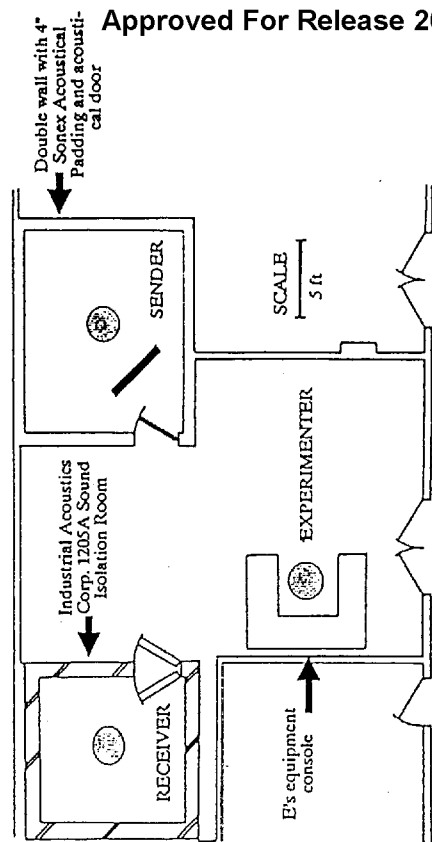 Approved For Release 20
Double wall with 4"
Sonex Acoustical
Padding and acousti-
cal door
SENDER
SCALE
5 ft
Industrial Acoustics
Corp. 1205A Sound
Isolation Room
EXPERIMENTER
RECEIVER
E's equipment
console